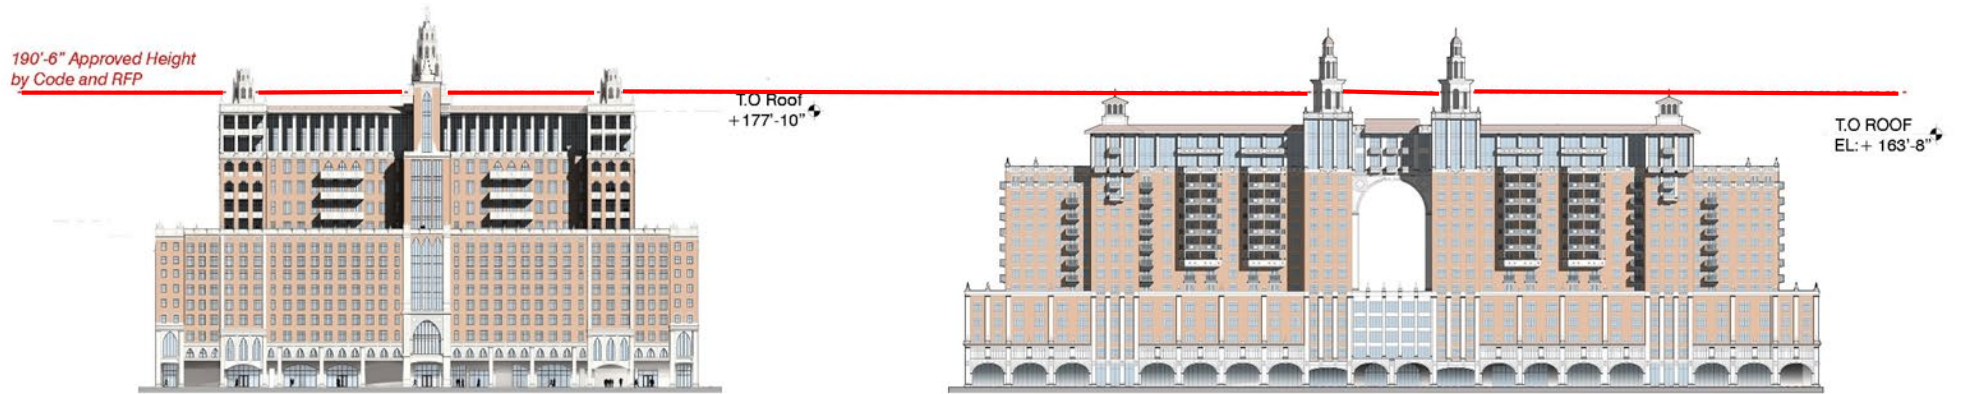 190'-6" Approved Height
by Code and RFP
T.O Roof
+177'-10"
T.O ROOF
EL:+ 163'-8"